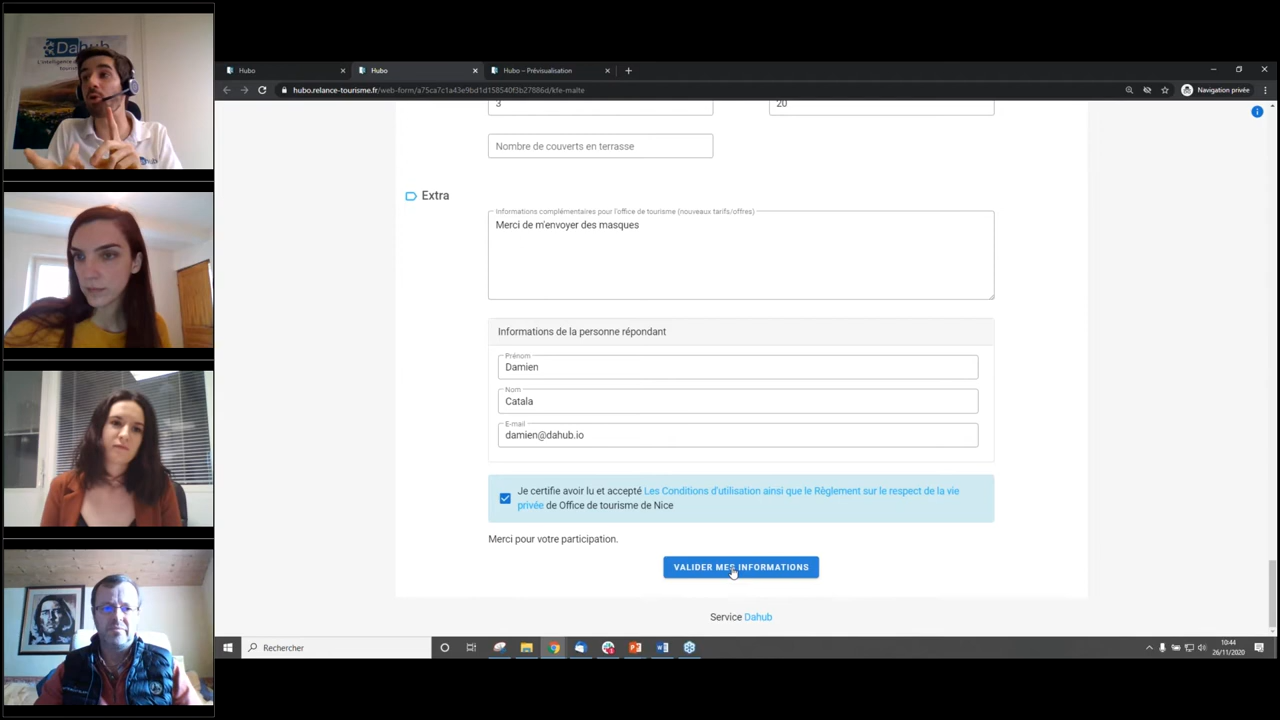 Dahub
L'intelligence
Hubo
Hubo
Hubo – Prévisualisation
hubo.relance-tourisme.fr/web-form/a75ca7c1a43e9bd1d158540f3b27886d/kfe-malte
Navigation privée
3
20
Nombre de couverts en terrasse
Extra
Informations complémentaires pour l'office de tourisme (nouveaux tarifs/offres)
Merci de m'envoyer des masques
Informations de la personne répondant
Prénom
Damien
Nom
Catala
E-mail
damien@dahub.io
Je certifie avoir lu et accepté Les Conditions d'utilisation ainsi que le Règlement sur le respect de la vie
privée de Office de tourisme de Nice
Merci pour votre participation.
VALIDER MES INFORMATIONS
Service Dahub
Rechercher
10:44
26/11/2020